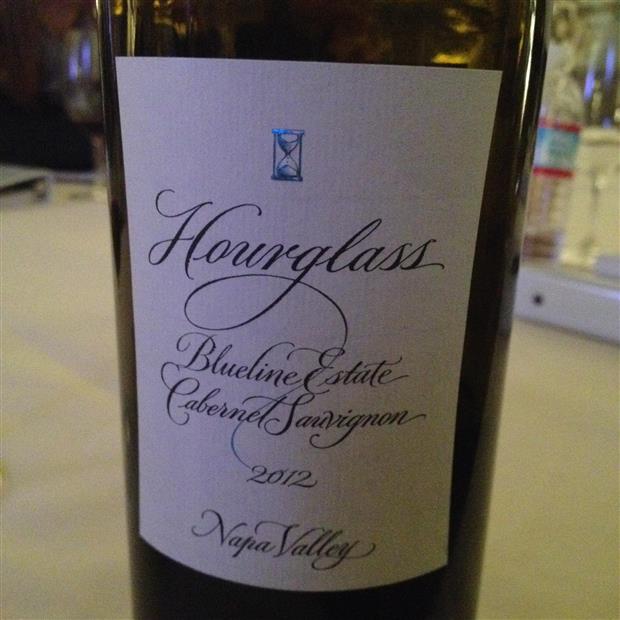 Hourglass
Blueline Estate
Cabernet Sauvignon
2012
Napa Valley